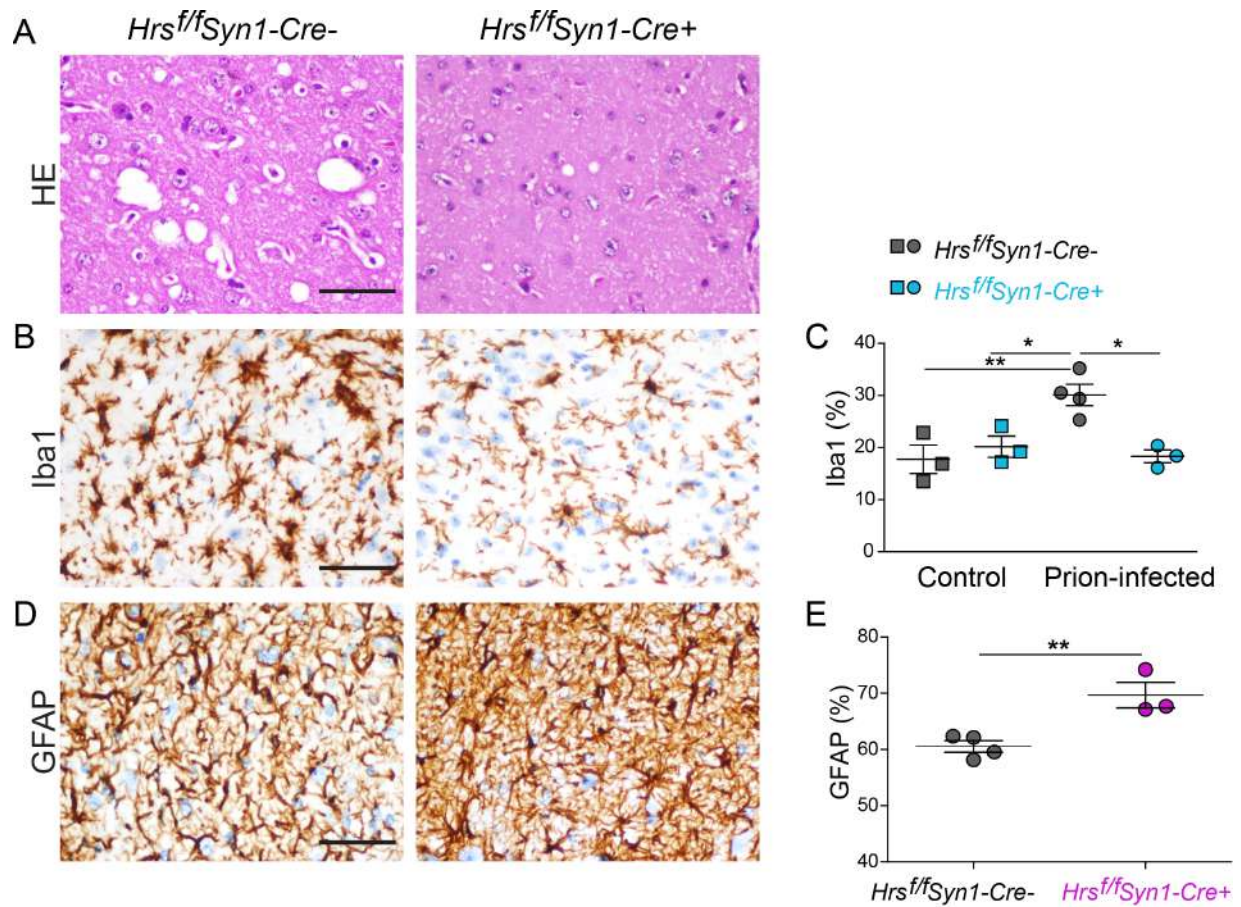 A
Hrsf/fSyn1-Cre-
Hrsf/fSyn1-Cre+
HE
B
Iba1
Hrsf/fSyn1-Cre-
Hrsf/fSyn1-Cre+
C
Iba1 (%)
40
30
20
10
0
*
*
**
Control
Prion-infected
D
GFAP
E
GFAP (%)
80
70
60
50
40
**
Hrsf/fSyn1-Cre-
Hrsf/fSyn1-Cre+